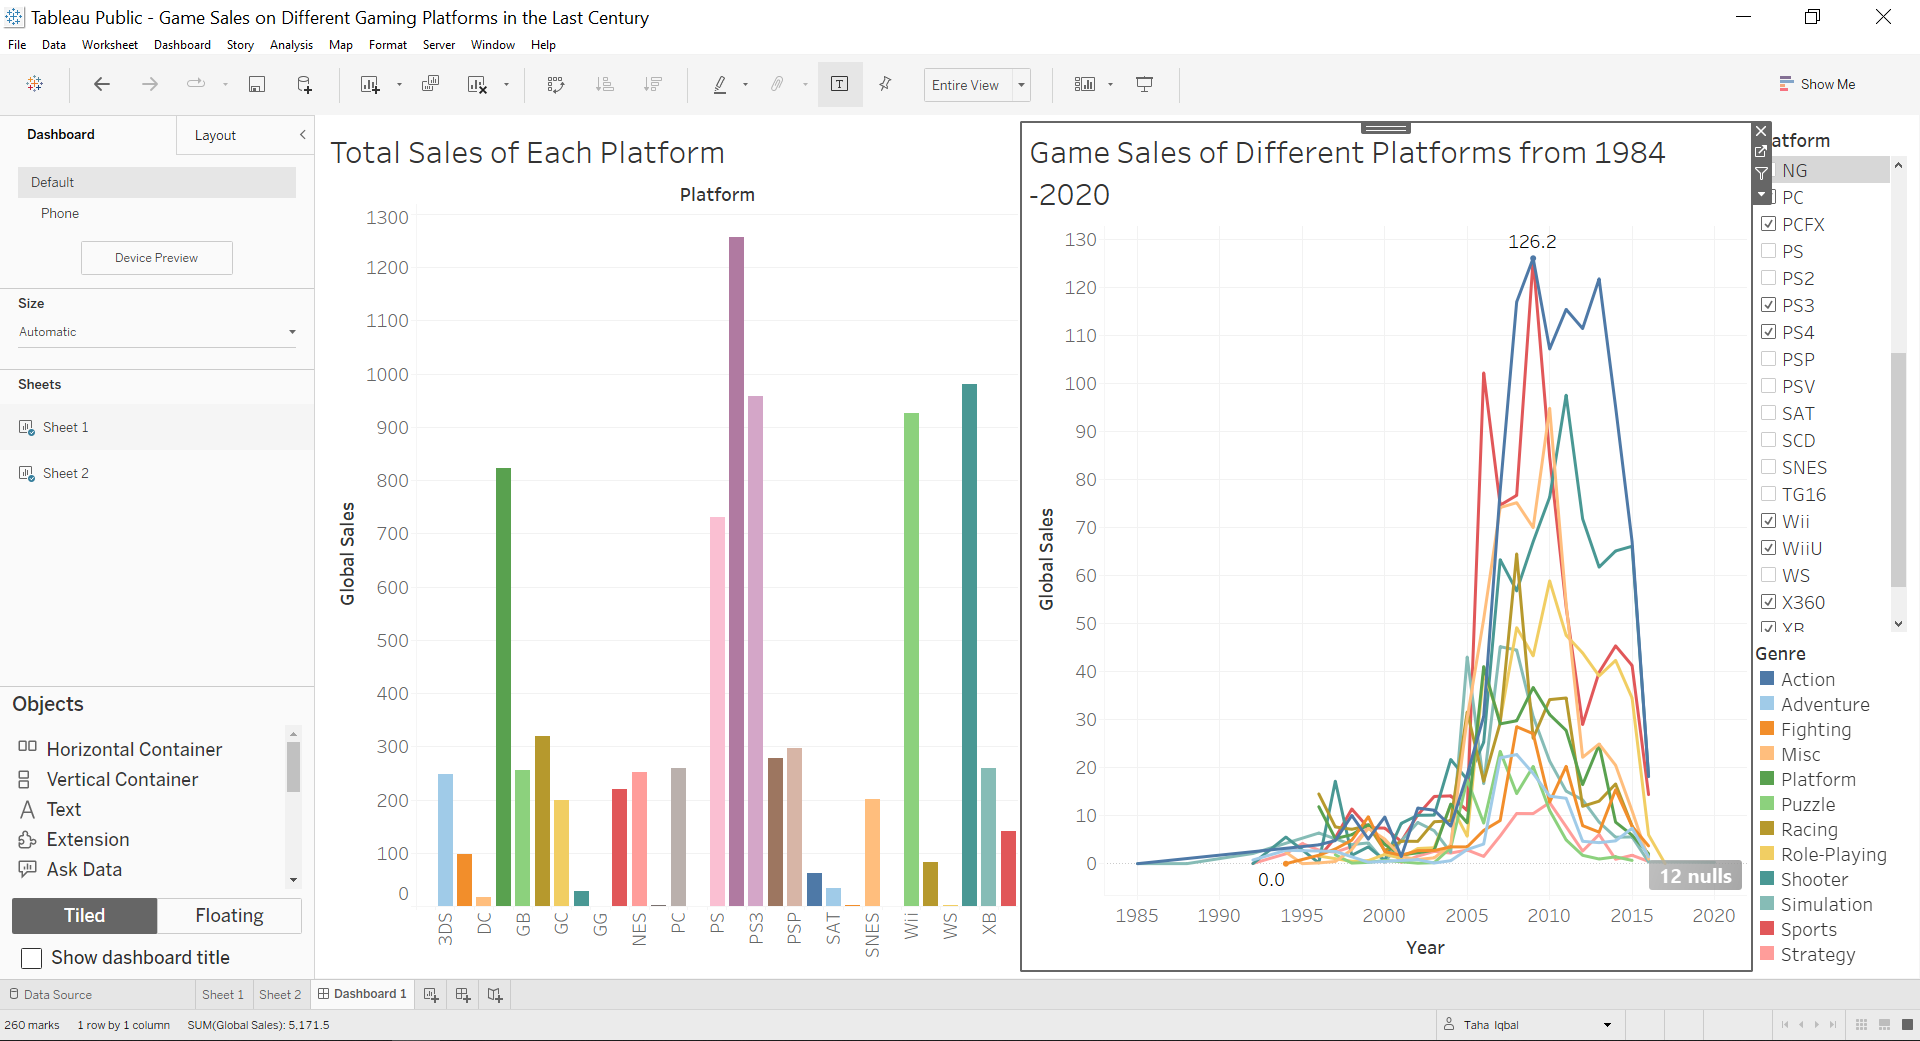 Tableau Public - Game Sales on Different Gaming Platforms in the Last Century
File Data Worksheet Dashboard Story Analysis Map Format Server Window Help
Entire View
Show Me
Dashboard
Layout
Default
Phone
Device Preview
Size
Automatic
Sheets
Sheet 1
Sheet 2
Objects
Horizontal Container
Vertical Container
Text
Extension
Ask Data
Tiled Floating
Show dashboard title
Total Sales of Each Platform
Platform
1300
1200
1100
1000
900
800
700
600
500
400
300
200
100
0
Global Sales
3DS DC GB GC GG NES PC PS PS3 PSP SAT SNES Wii WS XB
Game Sales of Different Platforms from 1984
-2020
130
120
110
100
90
80
70
60
50
40
30
20
10
0
Global Sales
126.2
0.0
12 nulls
1985 1990 1995 2000 2005 2010 2015 2020
Year
atform
NG
PC
PCFX
PS
PS2
PS3
PS4
PSP
PSV
SAT
SCD
SNES
TG16
Wii
WiiU
WS
X360
XB
Genre
Action
Adventure
Fighting
Misc
Platform
Puzzle
Racing
Role-Playing
Shooter
Simulation
Sports
Strategy
Data Source Sheet 1 Sheet 2 Dashboard 1
260 marks 1 row by 1 column SUM(Global Sales): 5,171.5
Taha Iqbal